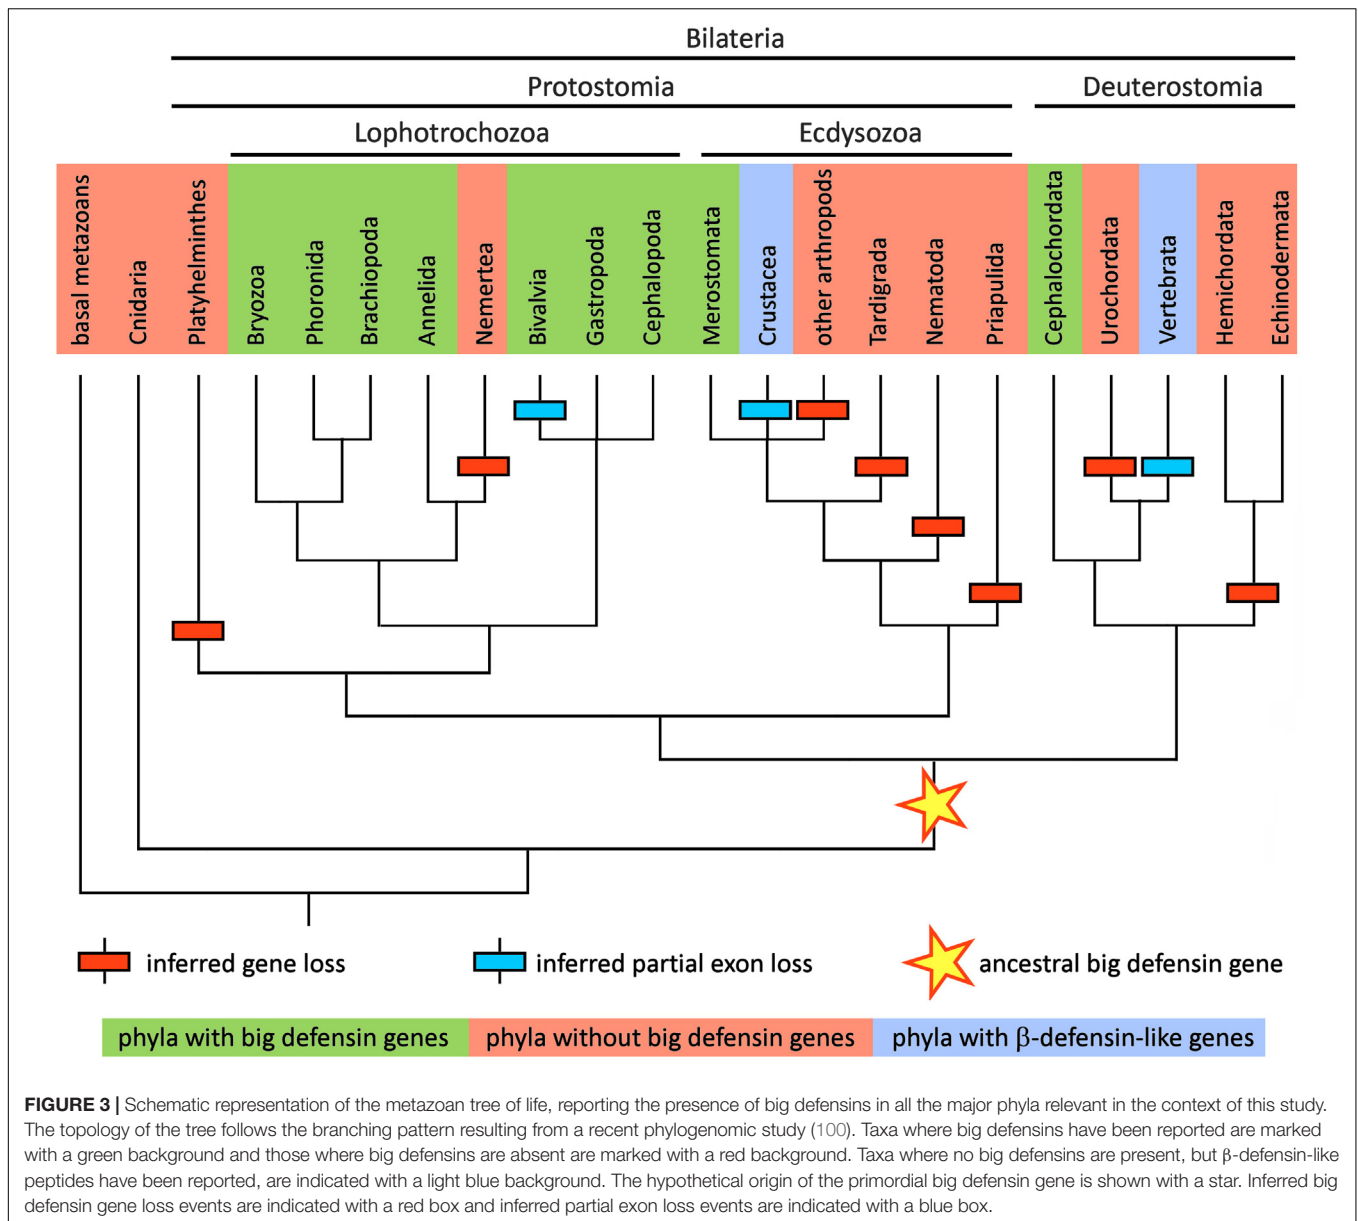 Bilateria
Protostomia
Deuterostomia
Lophotrochozoa
Ecdysozoa
basal metazoans
Cnidaria
Platyhelminthes
Bryozoa
Phoronida
Brachiopoda
Annelida
Nemertea
Bivalvia
Gastropoda
Cephalopoda
Merostomata
Crustacea
other arthropods
Tardigrada
Nematoda
Priapulida
Cephalochordata
Urochordata
Vertebrata
Hemichordata
Echinodermata
inferred gene loss
inferred partial exon loss
ancestral big defensin gene
phyla with big defensin genes
phyla without big defensin genes
phyla with β-defensin-like genes
FIGURE 3 | Schematic representation of the metazoan tree of life, reporting the presence of big defensins in all the major phyla relevant in the context of this study.
The topology of the tree follows the branching pattern resulting from a recent phylogenomic study (100). Taxa where big defensins have been reported are marked
with a green background and those where big defensins are absent are marked with a red background. Taxa where no big defensins are present, but β-defensin-like
peptides have been reported, are indicated with a light blue background. The hypothetical origin of the primordial big defensin gene is shown with a star. Inferred big
defensin gene loss events are indicated with a red box and inferred partial exon loss events are indicated with a blue box.